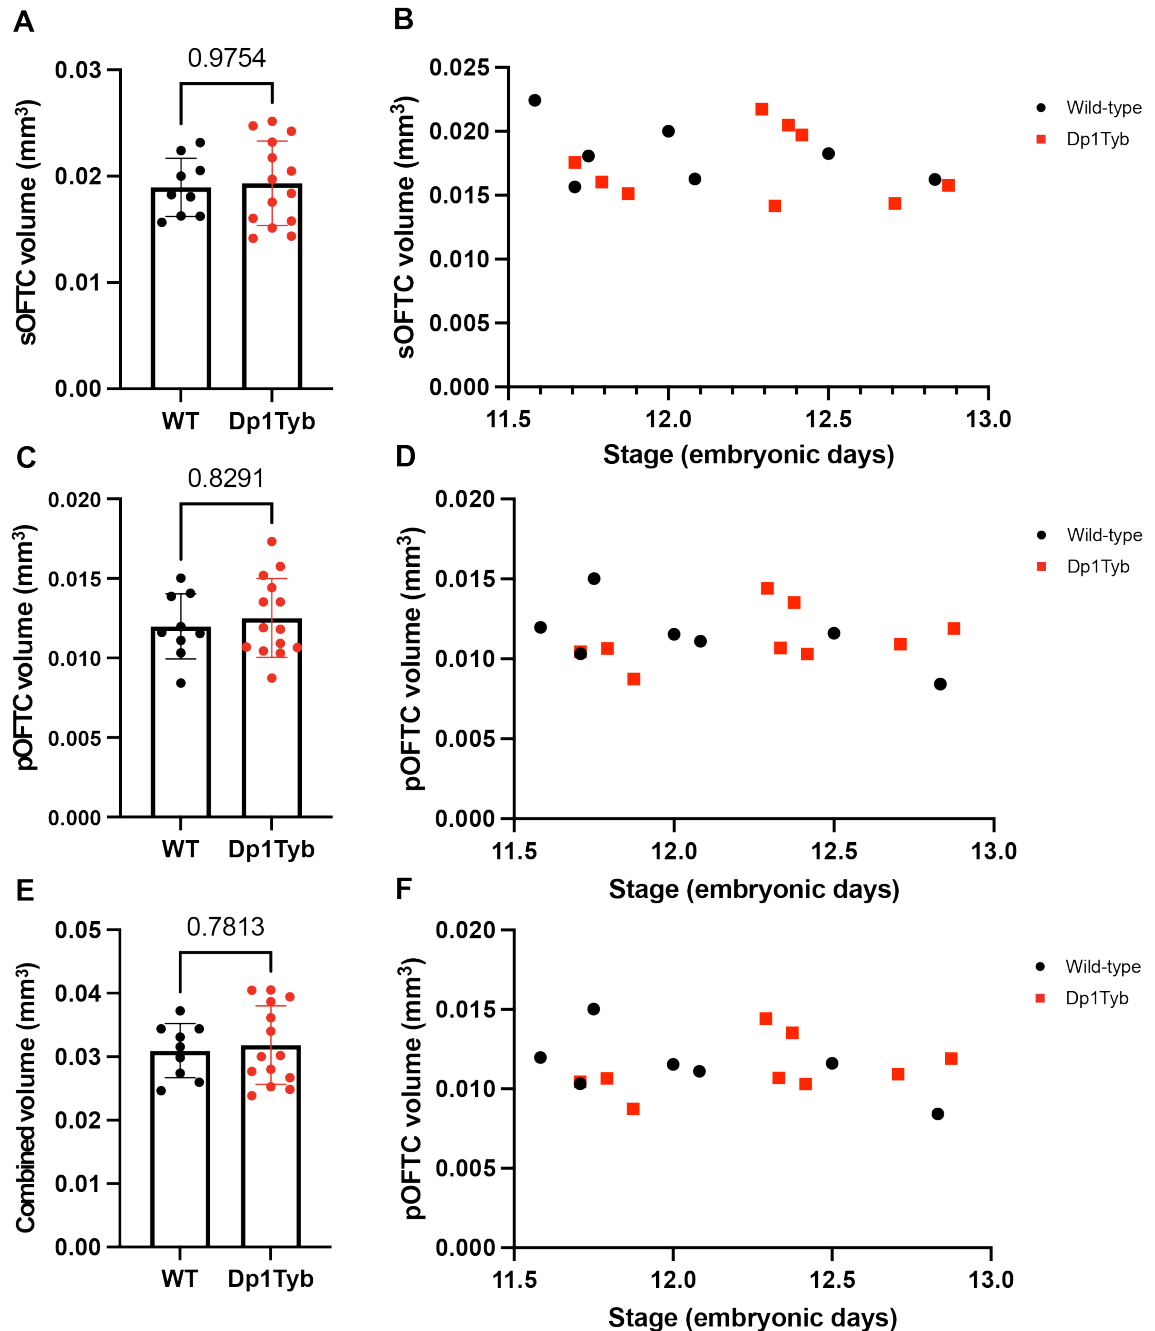 A
0.9754
0.03
0.02
0.01
0.00
sOFTC volume (mm³)
WT Dp1Tyb
B
0.025
0.020
0.015
0.010
0.005
0.000
sOFTC volume (mm³)
11.5 12.0 12.5 13.0
Stage (embryonic days)
Wild-type
Dp1Tyb
C
0.8291
0.020
0.015
0.010
0.005
0.000
pOFTC volume (mm³)
WT Dp1Tyb
D
0.020
0.015
0.010
0.005
0.000
pOFTC volume (mm³)
11.5 12.0 12.5 13.0
Stage (embryonic days)
Wild-type
Dp1Tyb
E
0.7813
0.05
0.04
0.03
0.02
0.01
0.00
Combined volume (mm³)
WT Dp1Tyb
F
0.020
0.015
0.010
0.005
0.000
pOFTC volume (mm³)
11.5 12.0 12.5 13.0
Stage (embryonic days)
Wild-type
Dp1Tyb